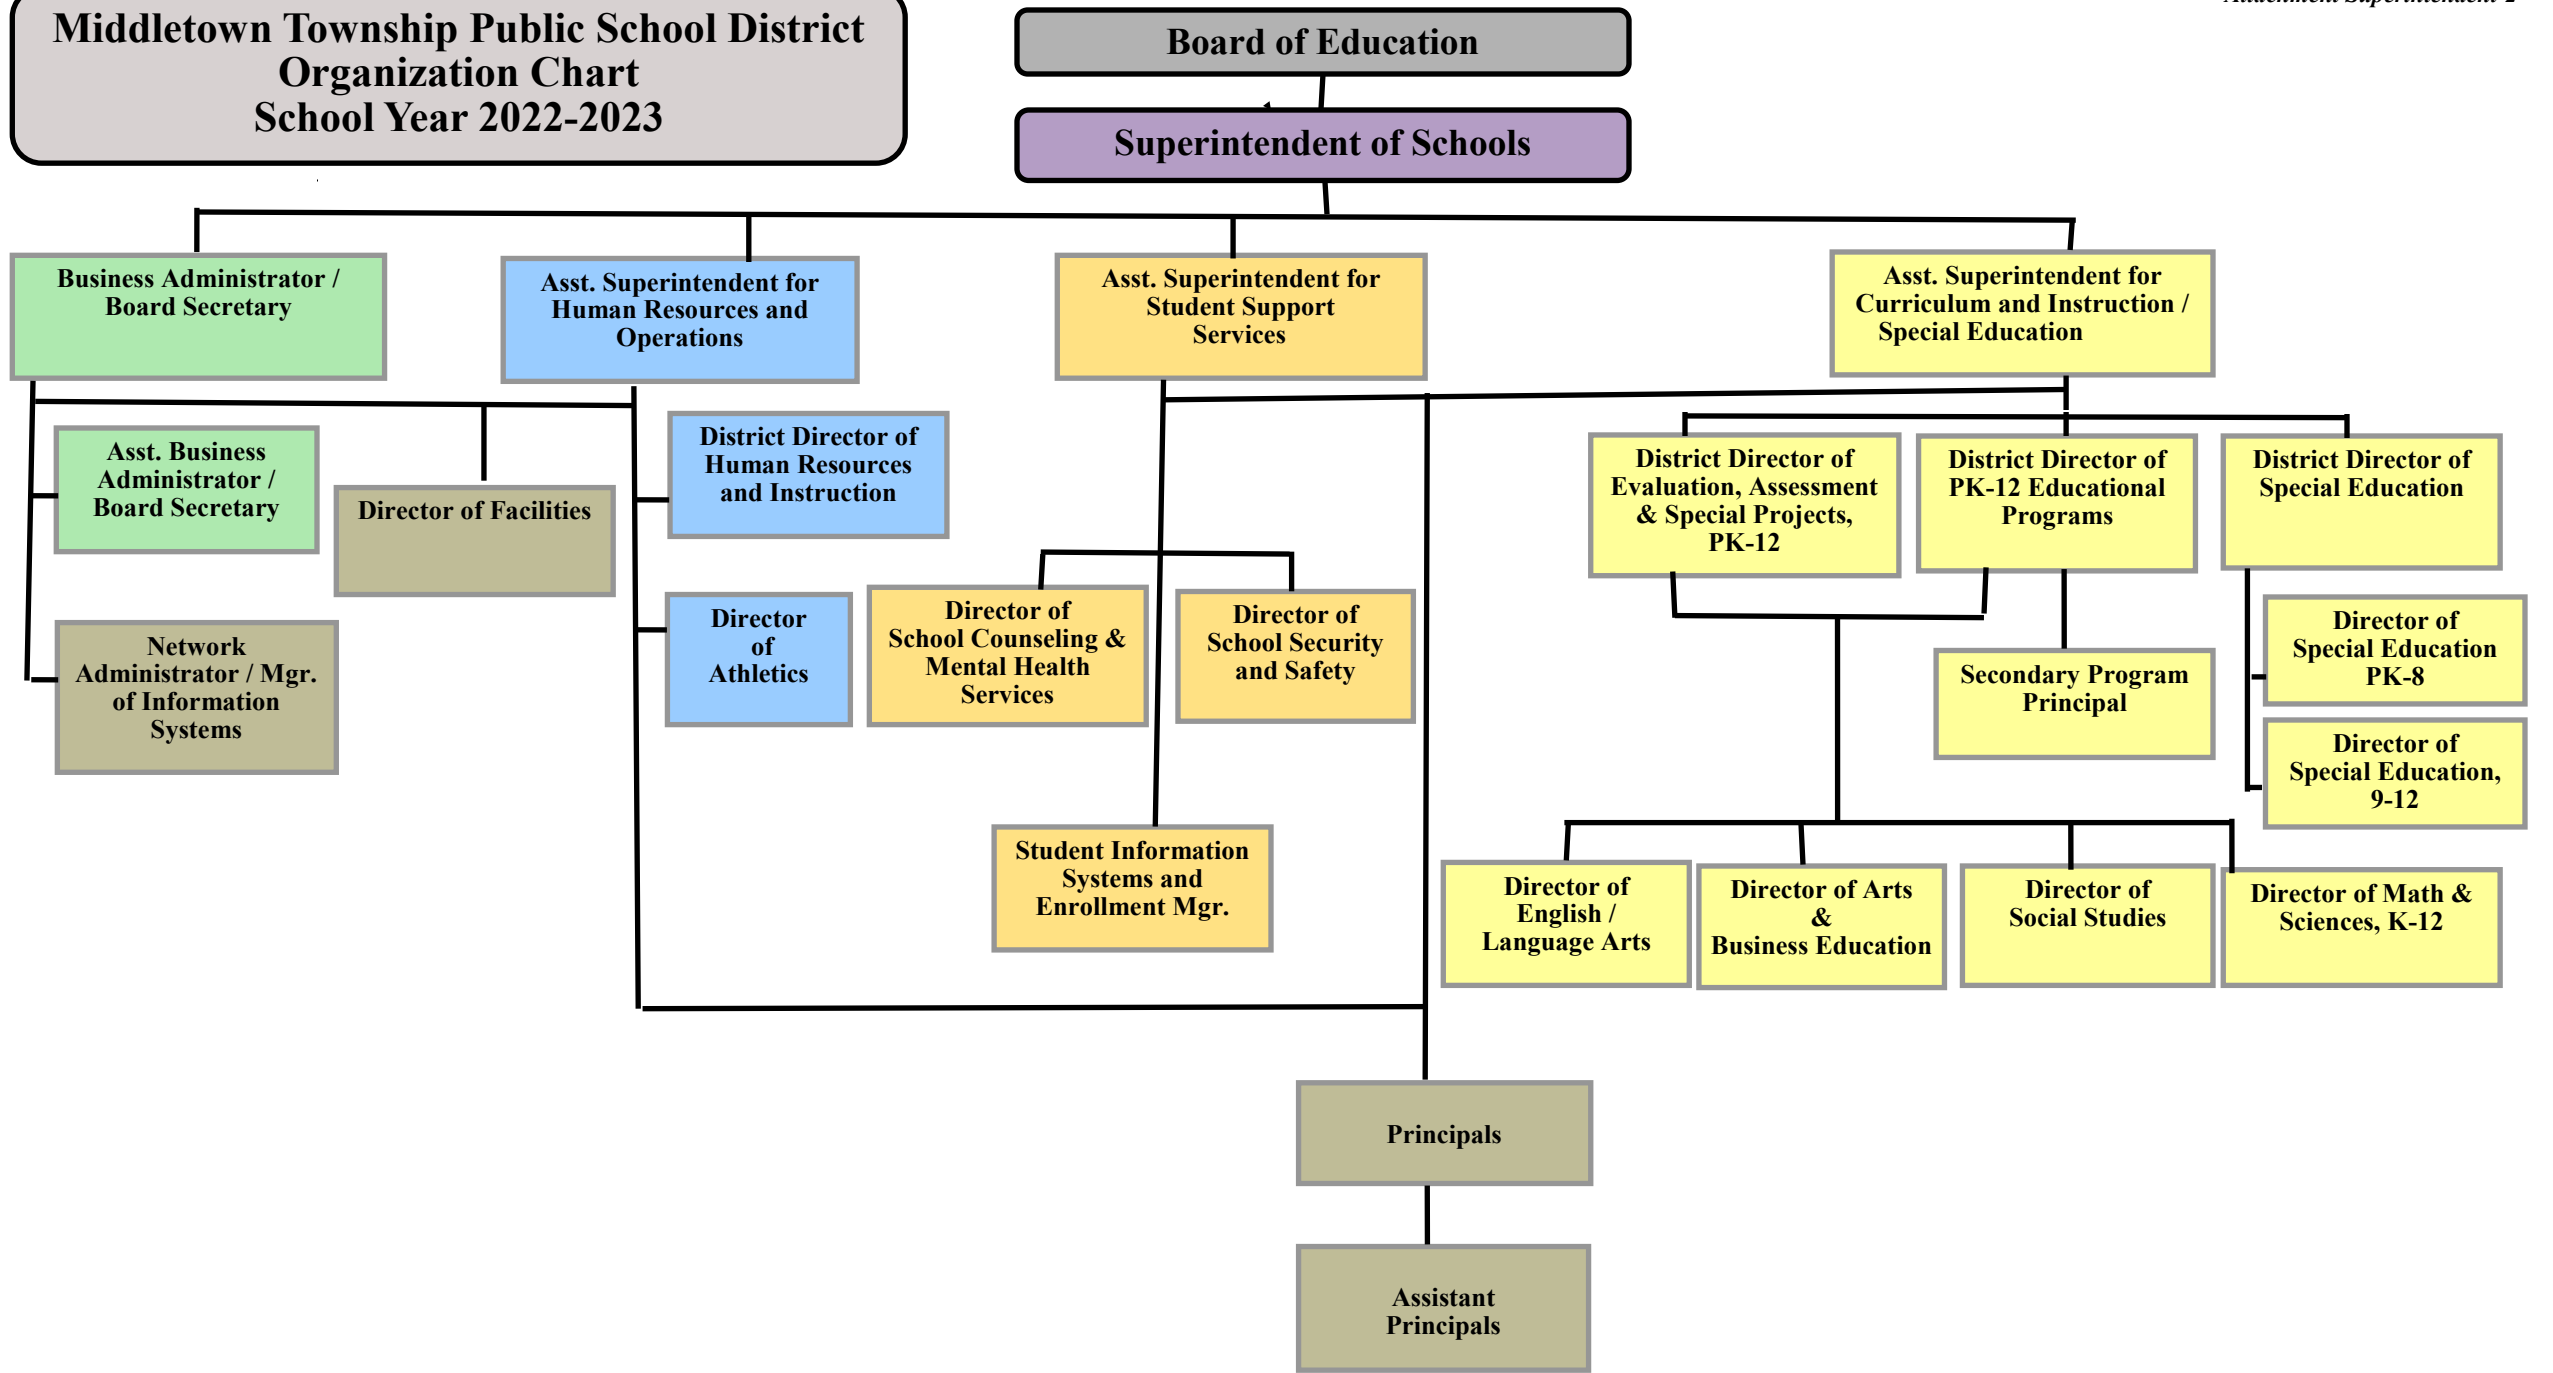 Middletown Township Public School District
Organization Chart
School Year 2022-2023
Board of Education
Superintendent of Schools
Business Administrator /
Board Secretary
Asst. Superintendent for
Human Resources and
Operations
Asst. Superintendent for
Student Support
Services
Asst. Superintendent for
Curriculum and Instruction /
Special Education
Asst. Business
Administrator /
Board Secretary
Director of Facilities
District Director of
Human Resources
and Instruction
District Director of
Evaluation, Assessment
& Special Projects,
PK-12
District Director of
PK-12 Educational
Programs
District Director of
Special Education
Network
Administrator / Mgr.
of Information
Systems
Director
of
Athletics
Director of
School Counseling &
Mental Health
Services
Director of
School Security
and Safety
Secondary Program
Principal
Director of
Special Education
PK-8
Director of
Special Education,
9-12
Student Information
Systems and
Enrollment Mgr.
Director of
English /
Language Arts
Director of Arts
&
Business Education
Director of
Social Studies
Director of Math &
Sciences, K-12
Principals
Assistant
Principals